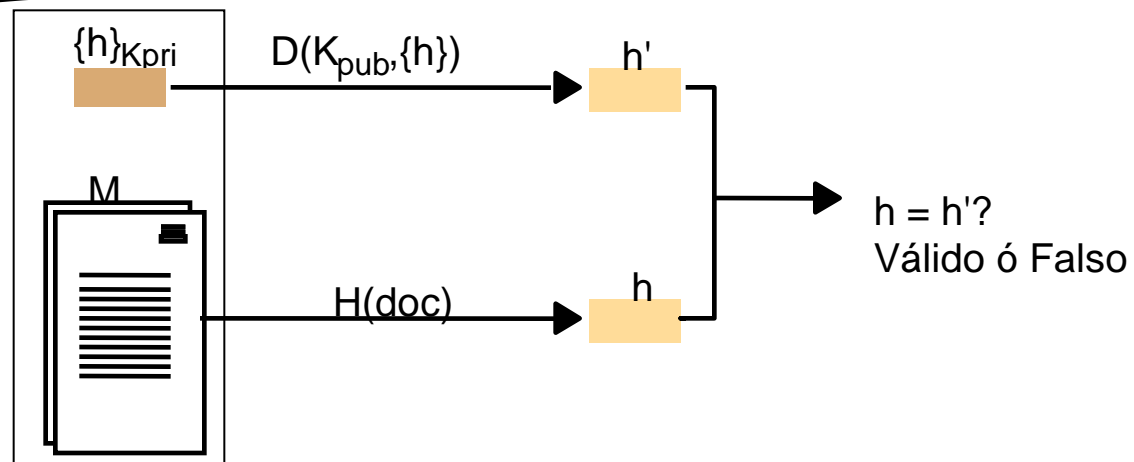 {h}Kpri
D(Kpub,{h})
h'
M
H(doc)
h
h = h'?
Válido ó Falso